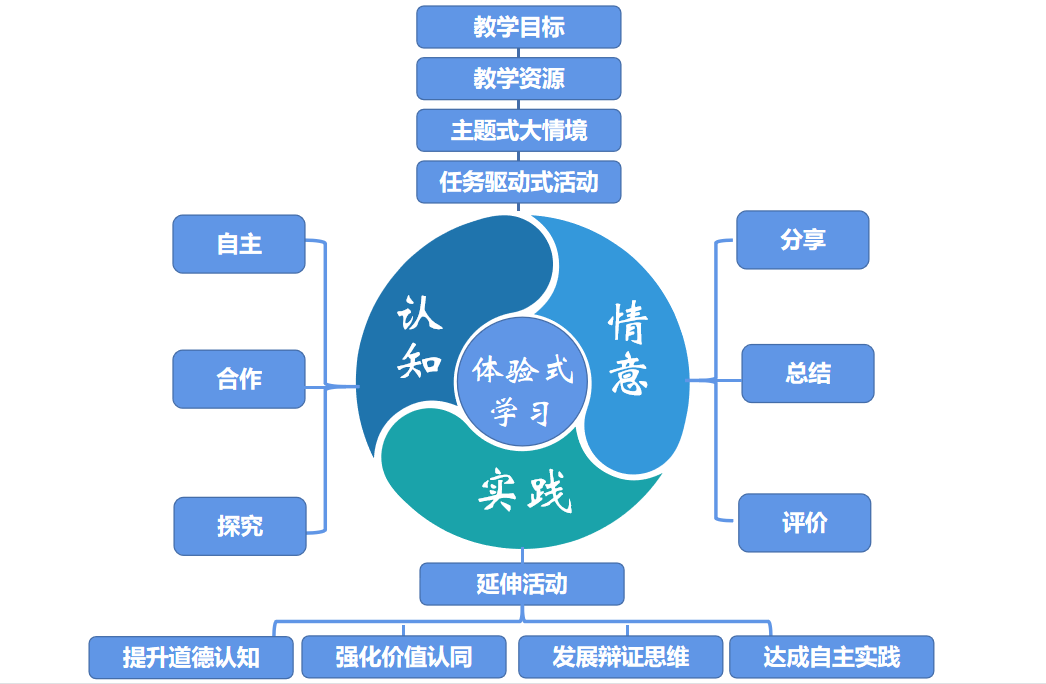 教学目标
教学资源
主题式大情境
任务驱动式活动
自主
合作
探究
认
知
情
意
体验式
学习
实践
分享
总结
评价
延伸活动
提升道德认知
强化价值认同
发展辩证思维
达成自主实践